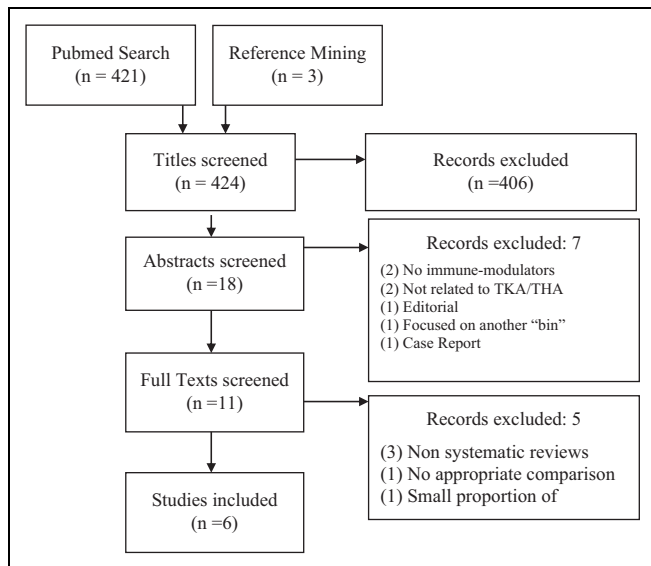 Pubmed Search
(n = 421)
Reference Mining
(n = 3)
Titles screened
(n = 424)
Records excluded
(n =406)
Abstracts screened
(n =18)
Records excluded: 7
(2) No immune-modulators
(2) Not related to TKA/THA
(1) Editorial
(1) Focused on another “bin”
(1) Case Report
Full Texts screened
(n =11)
Records excluded: 5
(3) Non systematic reviews
(1) No appropriate comparison
(1) Small proportion of
Studies included
(n =6)